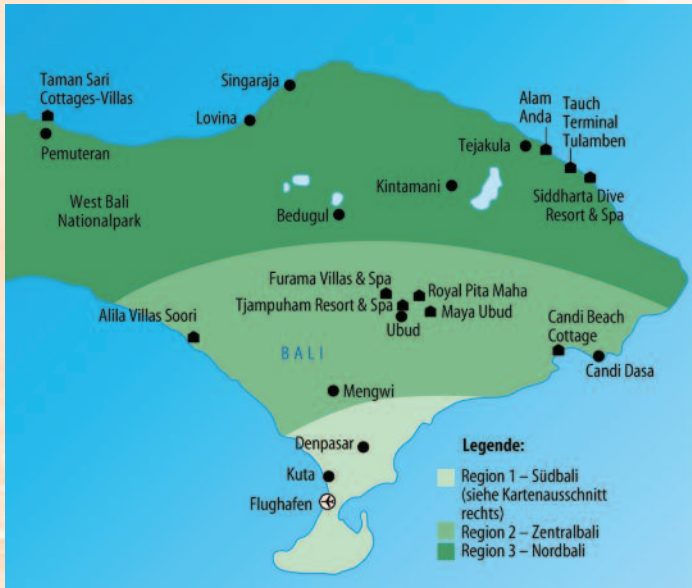 Taman Sari
Cottages-Villas
Pemuteran
Singaraja
Lovina
Alam
Anda
Tauch
Terminal
Tulamben
Tejakula
Kintamani
Siddharta Dive
Resort & Spa
West Bali
Nationalpark
Bedugul
Furama Villas & Spa
Royal Pita Maha
Tjampuham Resort & Spa
Maya Ubud
Ubud
Alila Villas Soori
Candi Beach
Cottage
BALI
Candi Dasa
Mengwi
Denpasar
Kuta
Flughafen
Legende:
Region 1 – Südbali
(siehe Kartenausschnitt
rechts)
Region 2 – Zentralbali
Region 3 – Nordbali